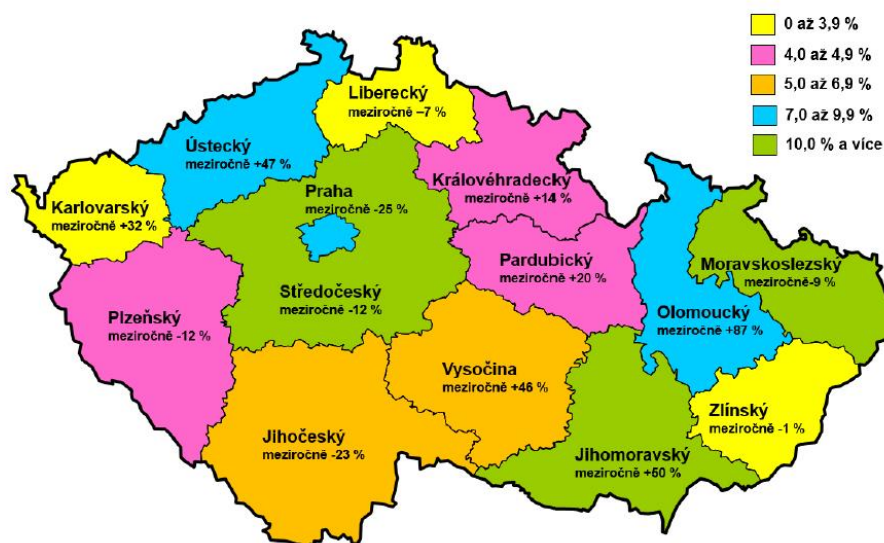 0 až 3,9 %
4,0 až 4,9 %
5,0 až 6,9 %
7,0 až 9,9 %
10,0 % a více
Liberecký
meziročně –7 %
Ústecký
meziročně +47 %
Královéhradecký
meziročně +14 %
Praha
meziročně -25 %
Karlovarský
meziročně +32 %
Pardubický
meziročně +20 %
Moravskoslezský
meziročně-9 %
Středočeský
meziročně -12 %
Olomoucký
meziročně +87 %
Plzeňský
meziročně -12 %
Vysočina
meziročně +46 %
Zlínský
meziročně -1 %
Jihočeský
meziročně -23 %
Jihomoravský
meziročně +50 %